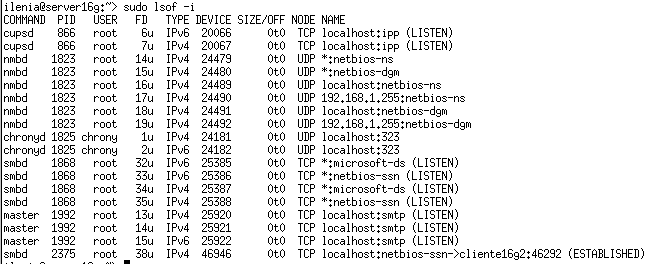 ilenia@server16g:~> sudo lsof -i
COMMAND PID USER FD TYPE DEVICE SIZE/OFF NODE NAME
cupsd 866 root 6u IPv6 20066 0t0 TCP localhost:ipp (LISTEN)
cupsd 866 root 7u IPv4 20067 0t0 TCP localhost:ipp (LISTEN)
nmbd 1823 root 14u IPv4 24479 0t0 UDP *:netbios-ns
nmbd 1823 root 15u IPv4 24480 0t0 UDP *:netbios-dgm
nmbd 1823 root 16u IPv4 24489 0t0 UDP localhost:netbios-ns
nmbd 1823 root 17u IPv4 24490 0t0 UDP 192.168.1.255:netbios-ns
nmbd 1823 root 18u IPv4 24491 0t0 UDP localhost:netbios-dgm
nmbd 1823 root 19u IPv4 24492 0t0 UDP 192.168.1.255:netbios-dgm
chronyd 1825 chrony 1u IPv4 24181 0t0 UDP localhost:323
chronyd 1825 chrony 2u IPv6 24182 0t0 UDP localhost:323
smbd 1868 root 32u IPv6 25385 0t0 TCP *:microsoft-ds (LISTEN)
smbd 1868 root 33u IPv6 25386 0t0 TCP *:netbios-ssn (LISTEN)
smbd 1868 root 34u IPv4 25387 0t0 TCP *:microsoft-ds (LISTEN)
smbd 1868 root 35u IPv4 25388 0t0 TCP *:netbios-ssn (LISTEN)
master 1992 root 13u IPv4 25920 0t0 TCP localhost:smtp (LISTEN)
master 1992 root 14u IPv4 25921 0t0 TCP localhost:smtp (LISTEN)
master 1992 root 15u IPv6 25922 0t0 TCP localhost:smtp (LISTEN)
smbd 2375 root 38u IPv4 46946 0t0 TCP localhost:netbios-ssn->cliente16g2:46292 (ESTABLISHED)